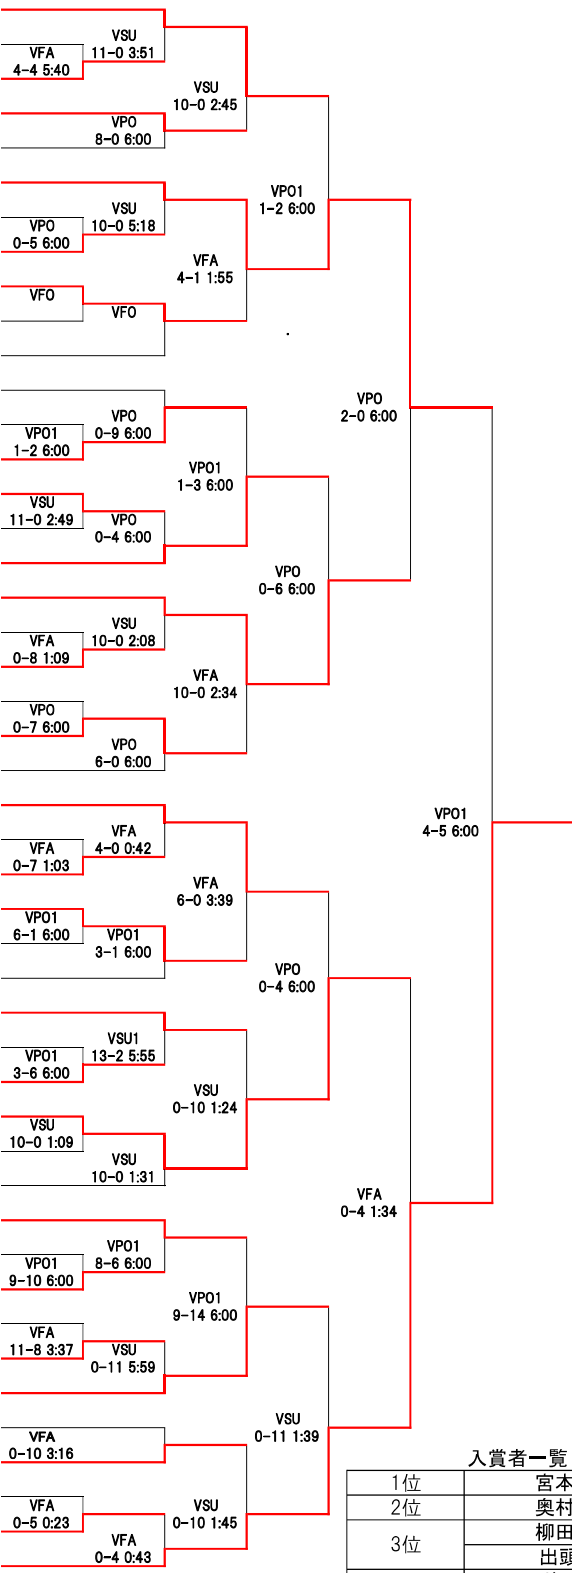 VSU
11-0 3:51
VFA
4-4 5:40
VSU
10-0 2:45
VPO
8-0 6:00
VPO1
1-2 6:00
VSU
10-0 5:18
VPO
0-5 6:00
VFA
4-1 1:55
VFO
VFO
VPO
2-0 6:00
VPO
0-9 6:00
VPO1
1-2 6:00
VPO1
1-3 6:00
VSU
11-0 2:49
VPO
0-4 6:00
VPO
0-6 6:00
VSU
10-0 2:08
VFA
0-8 1:09
VFA
10-0 2:34
VPO
0-7 6:00
VPO
6-0 6:00
VPO1
4-5 6:00
VFA
4-0 0:42
VFA
0-7 1:03
VFA
6-0 3:39
VPO1
6-1 6:00
VPO1
3-1 6:00
VPO
0-4 6:00
VSU1
13-2 5:55
VPO1
3-6 6:00
VSU
0-10 1:24
VSU
10-0 1:09
VSU
10-0 1:31
VFA
0-4 1:34
VPO1
8-6 6:00
VPO1
9-10 6:00
VPO1
9-14 6:00
VFA
11-8 3:37
VSU
0-11 5:59
VSU
0-11 1:39
VFA
0-10 3:16
VSU
0-10 1:45
VFA
0-5 0:23
VFA
0-4 0:43
入賞者一覧
1位 宮本
2位 奥村
3位 柳田
出頭